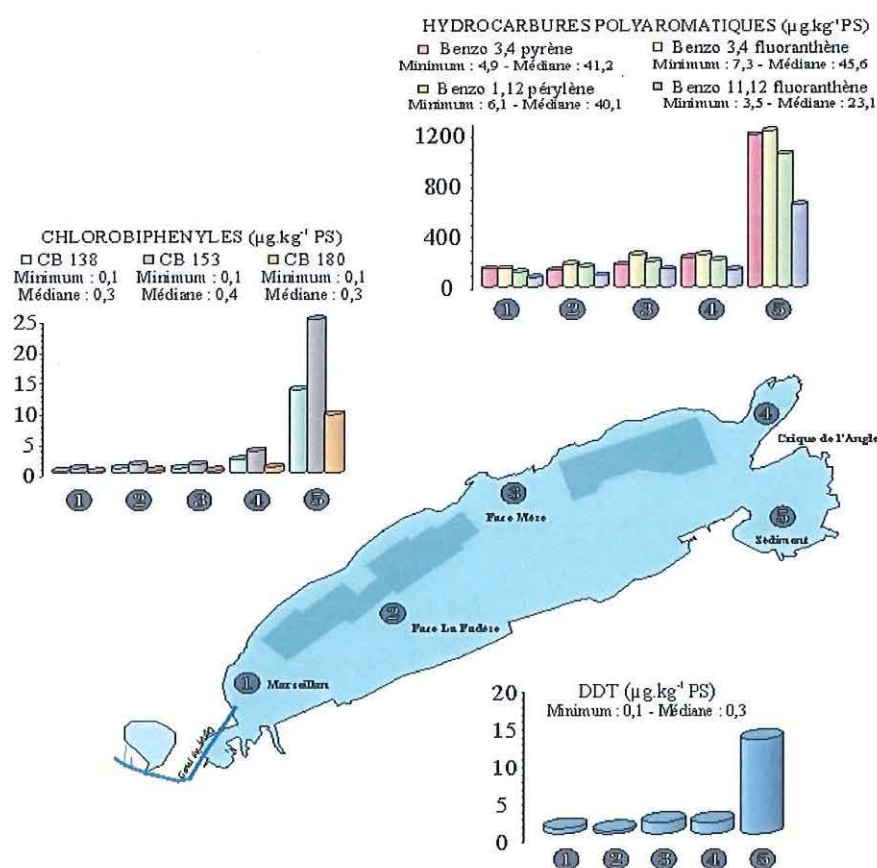 HYDROCARBURES POLYAROMATIQUES (µg.kg⁻¹PS)
Benzo 3,4 pyrène
Minimum : 4,9 - Médiane : 41,2
Benzo 3,4 fluoranthène
Minimum : 7,3 - Médiane : 45,6
Benzo 1,12 pérylène
Minimum : 6,1 - Médiane : 40,1
Benzo 11,12 fluoranthène
Minimum : 3,5 - Médiane : 23,1
1200
800
400
0
1 2 3 4 5
CHLOROBIPHENYLES (µg.kg⁻¹ PS)
CB 138 CB 153 CB 180
Minimum : 0,1 Minimum : 0,1 Minimum : 0,1
Médiane : 0,3 Médiane : 0,4 Médiane : 0,3
25
20
15
10
5
0
1 2 3 4 5
4
Crique de l'Angle
3
Face Mèze
5
Sédiment
2
Face La Fadèze
1 Marseillan
Canal du Midi
DDT (µg.kg⁻¹ PS)
Minimum : 0,1 - Médiane : 0,3
20
15
10
5
0
1 2 3 4 5